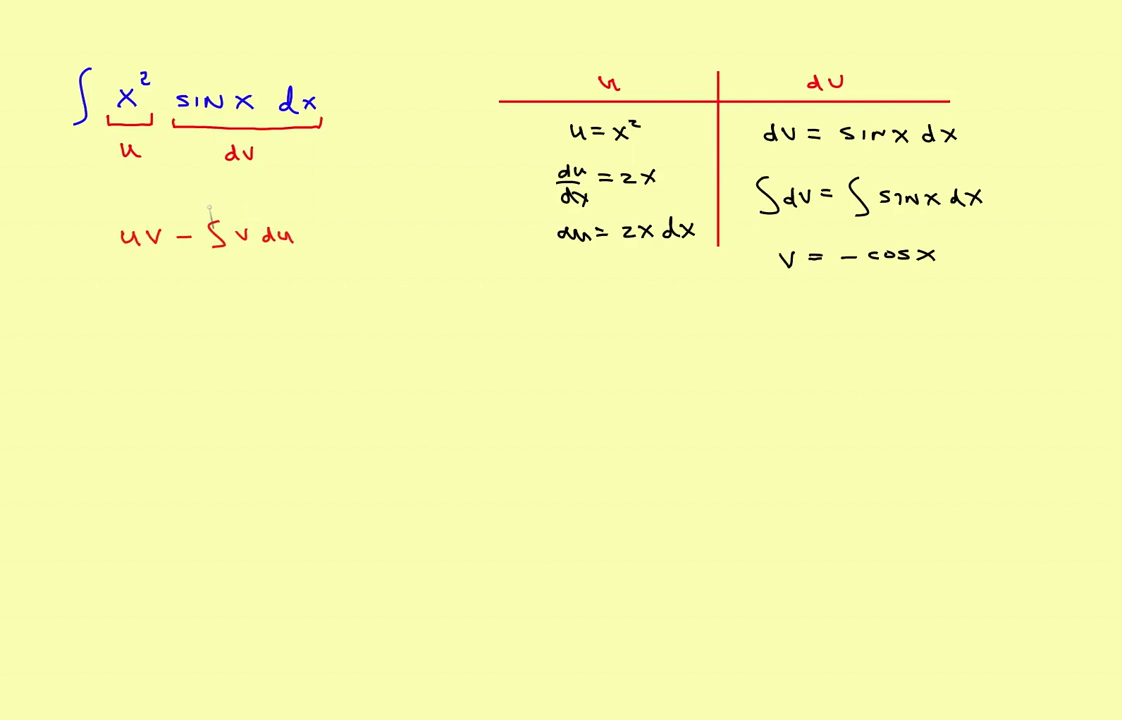 ∫ x² sin x dx
u dv
uv − ∫ v du
u dv
u = x²
du/dx = 2x
du = 2x dx
dv = sin x dx
∫ dv = ∫ sin x dx
v = − cos x